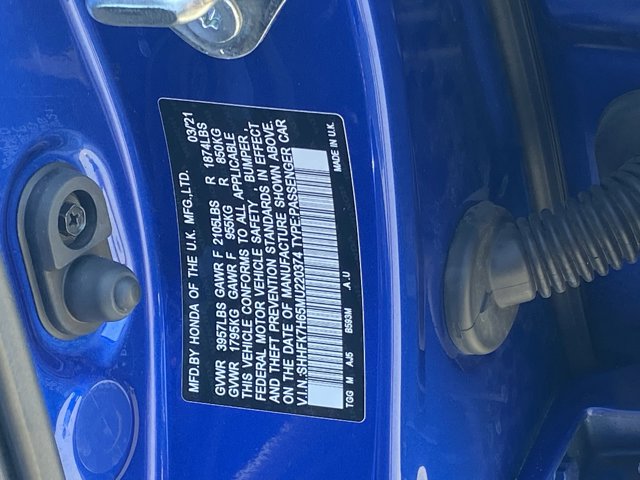 MFD.BY HONDA OF THE U.K. MFG.,LTD. 03/21
GVWR 3957LBS GAWR F 2105LBS R 1874LBS
GVWR 1795KG GAWR F 955KG R 850KG
THIS VEHICLE CONFORMS TO ALL APPLICABLE
FEDERAL MOTOR VEHICLE SAFETY, BUMPER,
AND THEFT PREVENTION STANDARDS IN EFFECT
ON THE DATE OF MANUFACTURE SHOWN ABOVE.
V.I.N.:SHHFK7H65MU220374 TYPE:PASSENGER CAR
TGG M AJ5 B593M .A.U MADE IN U.K.